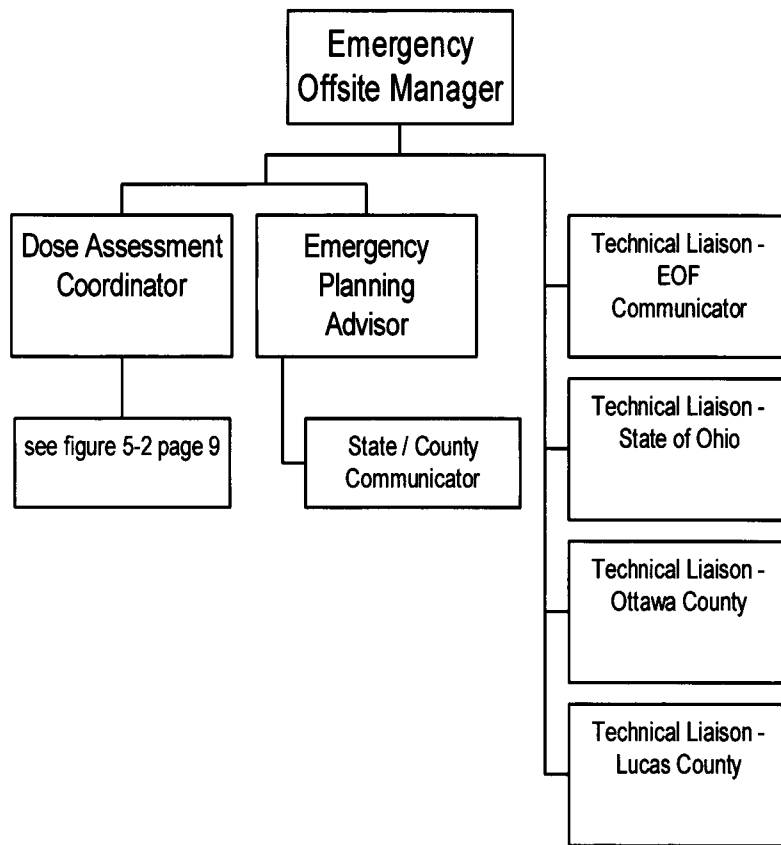 Emergency
Offsite Manager
Dose Assessment
Coordinator
Emergency
Planning
Advisor
Technical Liaison -
EOF
Communicator
see figure 5-2 page 9
State / County
Communicator
Technical Liaison -
State of Ohio
Technical Liaison -
Ottawa County
Technical Liaison -
Lucas County